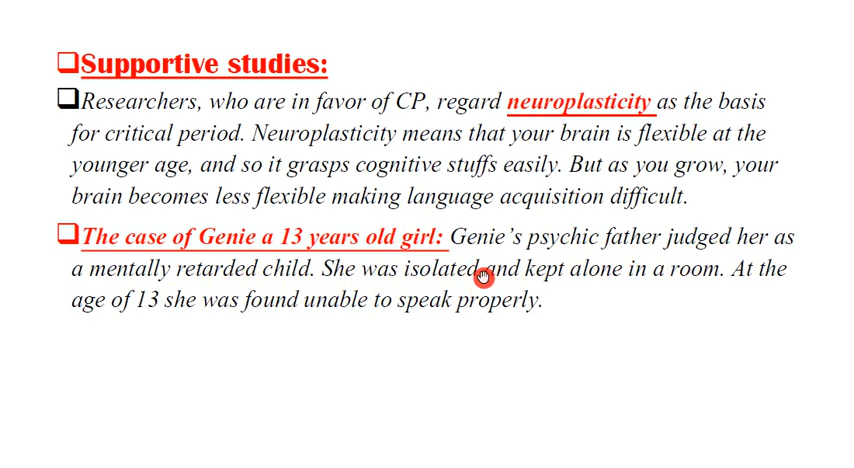 Supportive studies:
Researchers, who are in favor of CP, regard neuroplasticity as the basis
for critical period. Neuroplasticity means that your brain is flexible at the
younger age, and so it grasps cognitive stuffs easily. But as you grow, your
brain becomes less flexible making language acquisition difficult.
The case of Genie a 13 years old girl: Genie's psychic father judged her as
a mentally retarded child. She was isolated and kept alone in a room. At the
age of 13 she was found unable to speak properly.